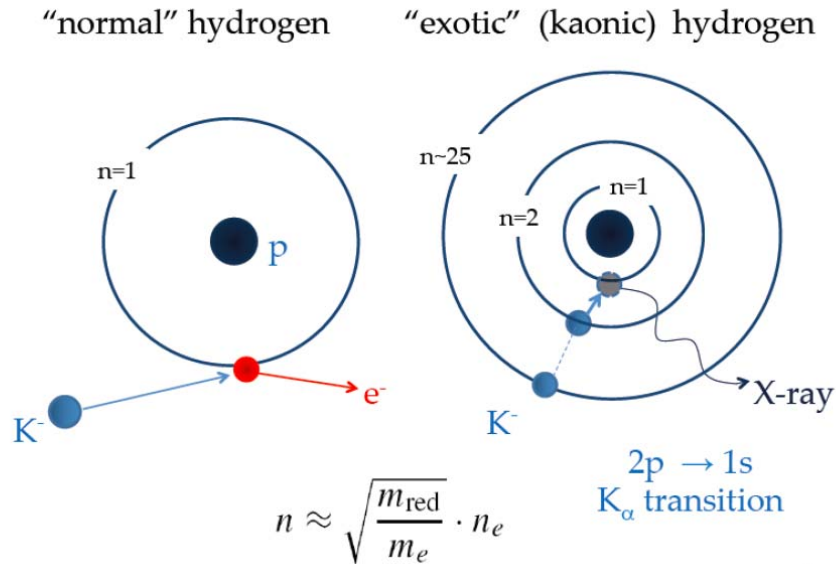 “normal” hydrogen
“exotic” (kaonic) hydrogen
n=1
p
K⁻
e⁻
n~25
n=2
n=1
K⁻
X-ray
2p → 1s
Kα transition
n ≈ √(m_red / m_e) · n_e